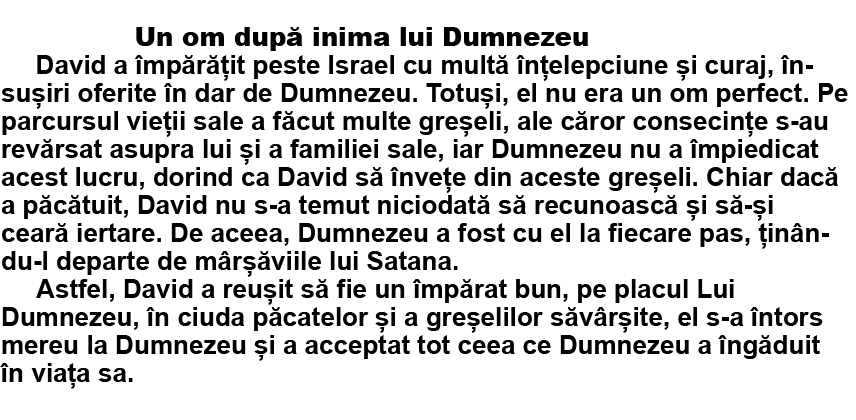 Un om după inima lui Dumnezeu
David a împărățit peste Israel cu multă înțelepciune și curaj, în-
sușiri oferite în dar de Dumnezeu. Totuși, el nu era un om perfect. Pe
parcursul vieții sale a făcut multe greșeli, ale căror consecințe s-au
revărsat asupra lui și a familiei sale, iar Dumnezeu nu a împiedicat
acest lucru, dorind ca David să învețe din aceste greșeli. Chiar dacă
a păcătuit, David nu s-a temut niciodată să recunoască și să-și
ceară iertare. De aceea, Dumnezeu a fost cu el la fiecare pas, ținân-
du-l departe de mârșăviile lui Satana.
Astfel, David a reușit să fie un împărat bun, pe placul Lui
Dumnezeu, în ciuda păcatelor și a greșelilor săvârșite, el s-a întors
mereu la Dumnezeu și a acceptat tot ceea ce Dumnezeu a îngăduit
în viața sa.